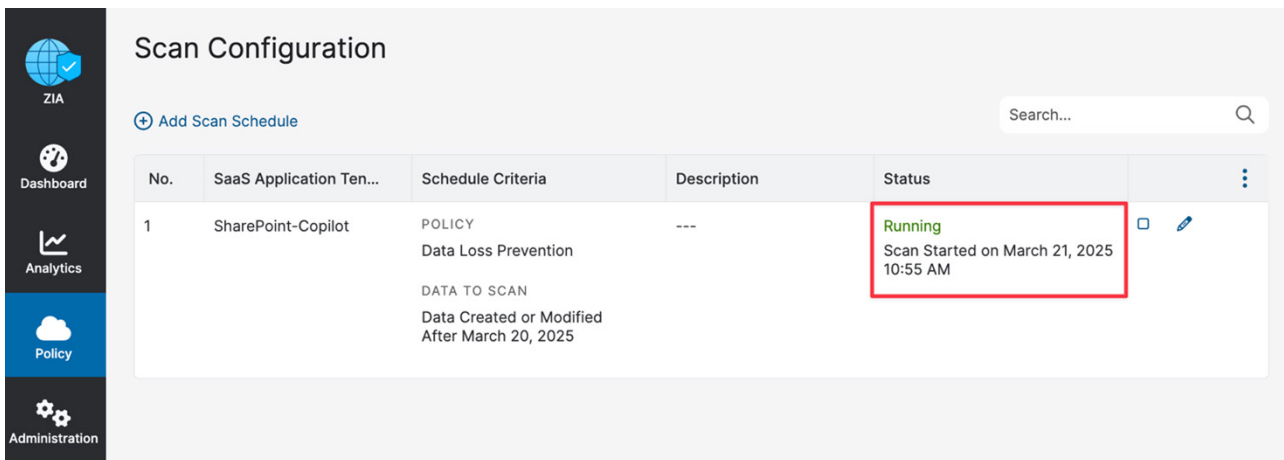 Scan Configuration
ZIA
Add Scan Schedule
Search...
Dashboard
No.
SaaS Application Ten...
Schedule Criteria
Description
Status
1
SharePoint-Copilot
POLICY
Data Loss Prevention
DATA TO SCAN
Data Created or Modified
After March 20, 2025
---
Running
Scan Started on March 21, 2025
10:55 AM
Analytics
Policy
Administration